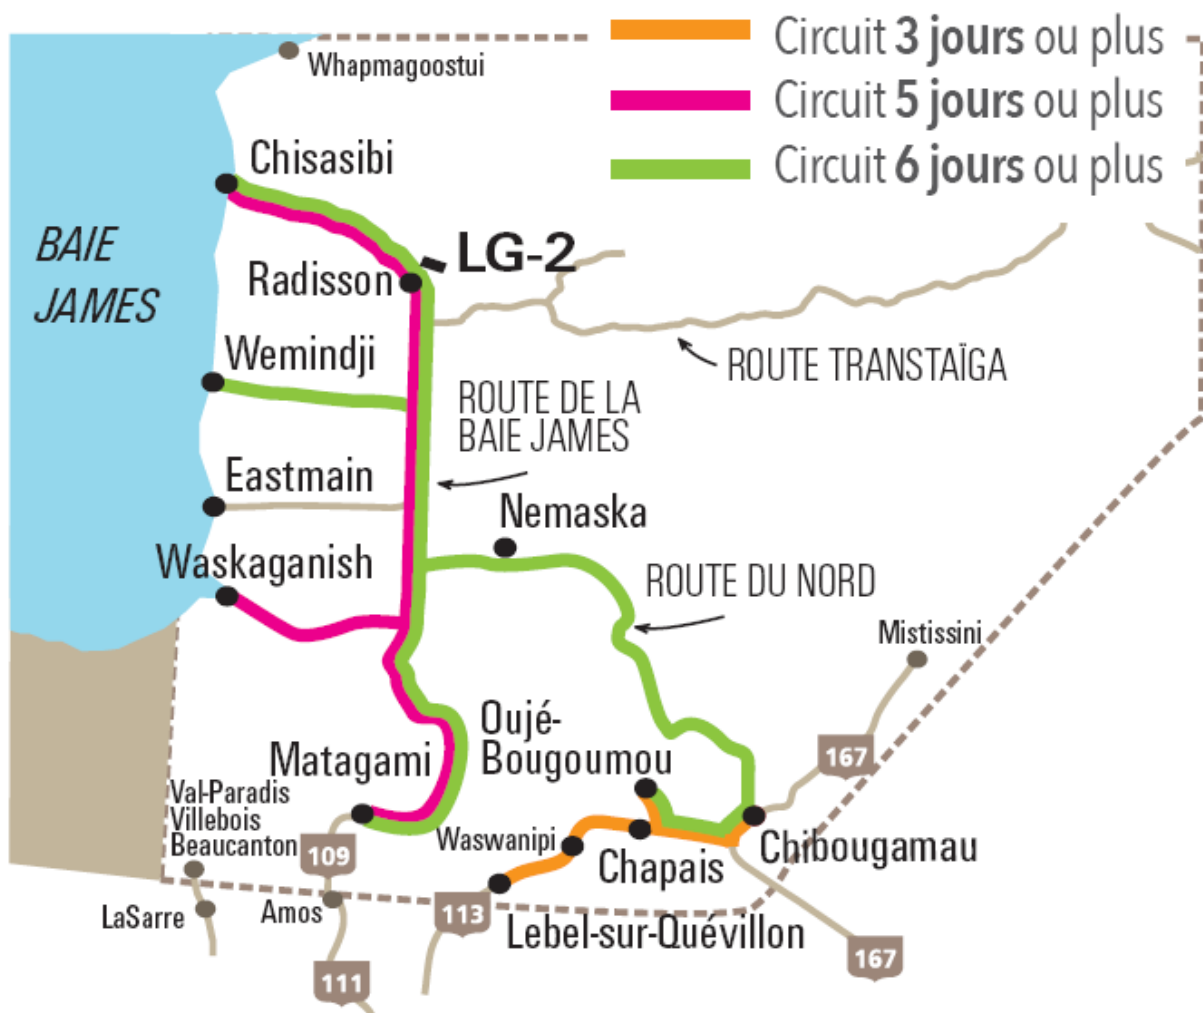 Circuit 3 jours ou plus
Circuit 5 jours ou plus
Circuit 6 jours ou plus
Whapmagoostui
Chisasibi
BAIE
JAMES
LG-2
Radisson
Wemindji
ROUTE TRANSTAÏGA
ROUTE DE LA
BAIE JAMES
Eastmain
Nemaska
Waskaganish
ROUTE DU NORD
Mistissini
Oujé-
Bougoumou
Matagami
167
Val-Paradis
Villebois
Beaucanton
109
Waswanipi
Chapais
Chibougamau
LaSarre
Amos
113
Lebel-sur-Quévillon
167
111